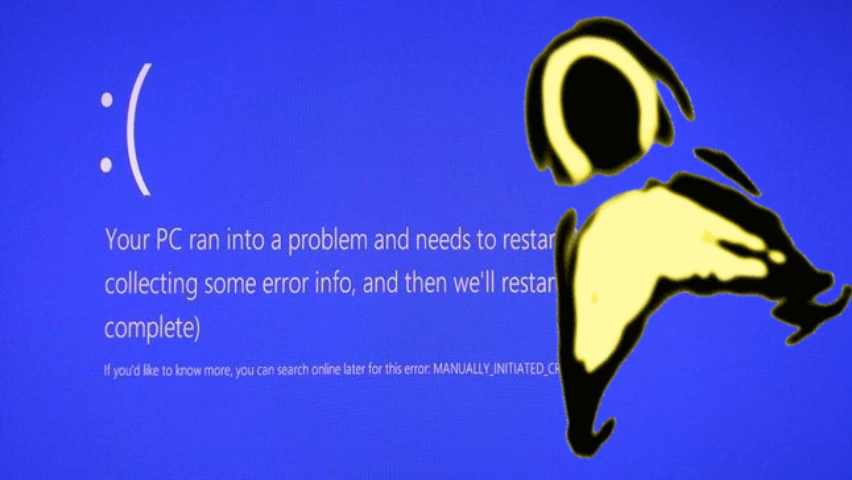 :(
Your PC ran into a problem and needs to restar
collecting some error info, and then we'll restar
complete)
If you'd like to know more, you can search online later for this error: MANUALLY_INITIATED_CR